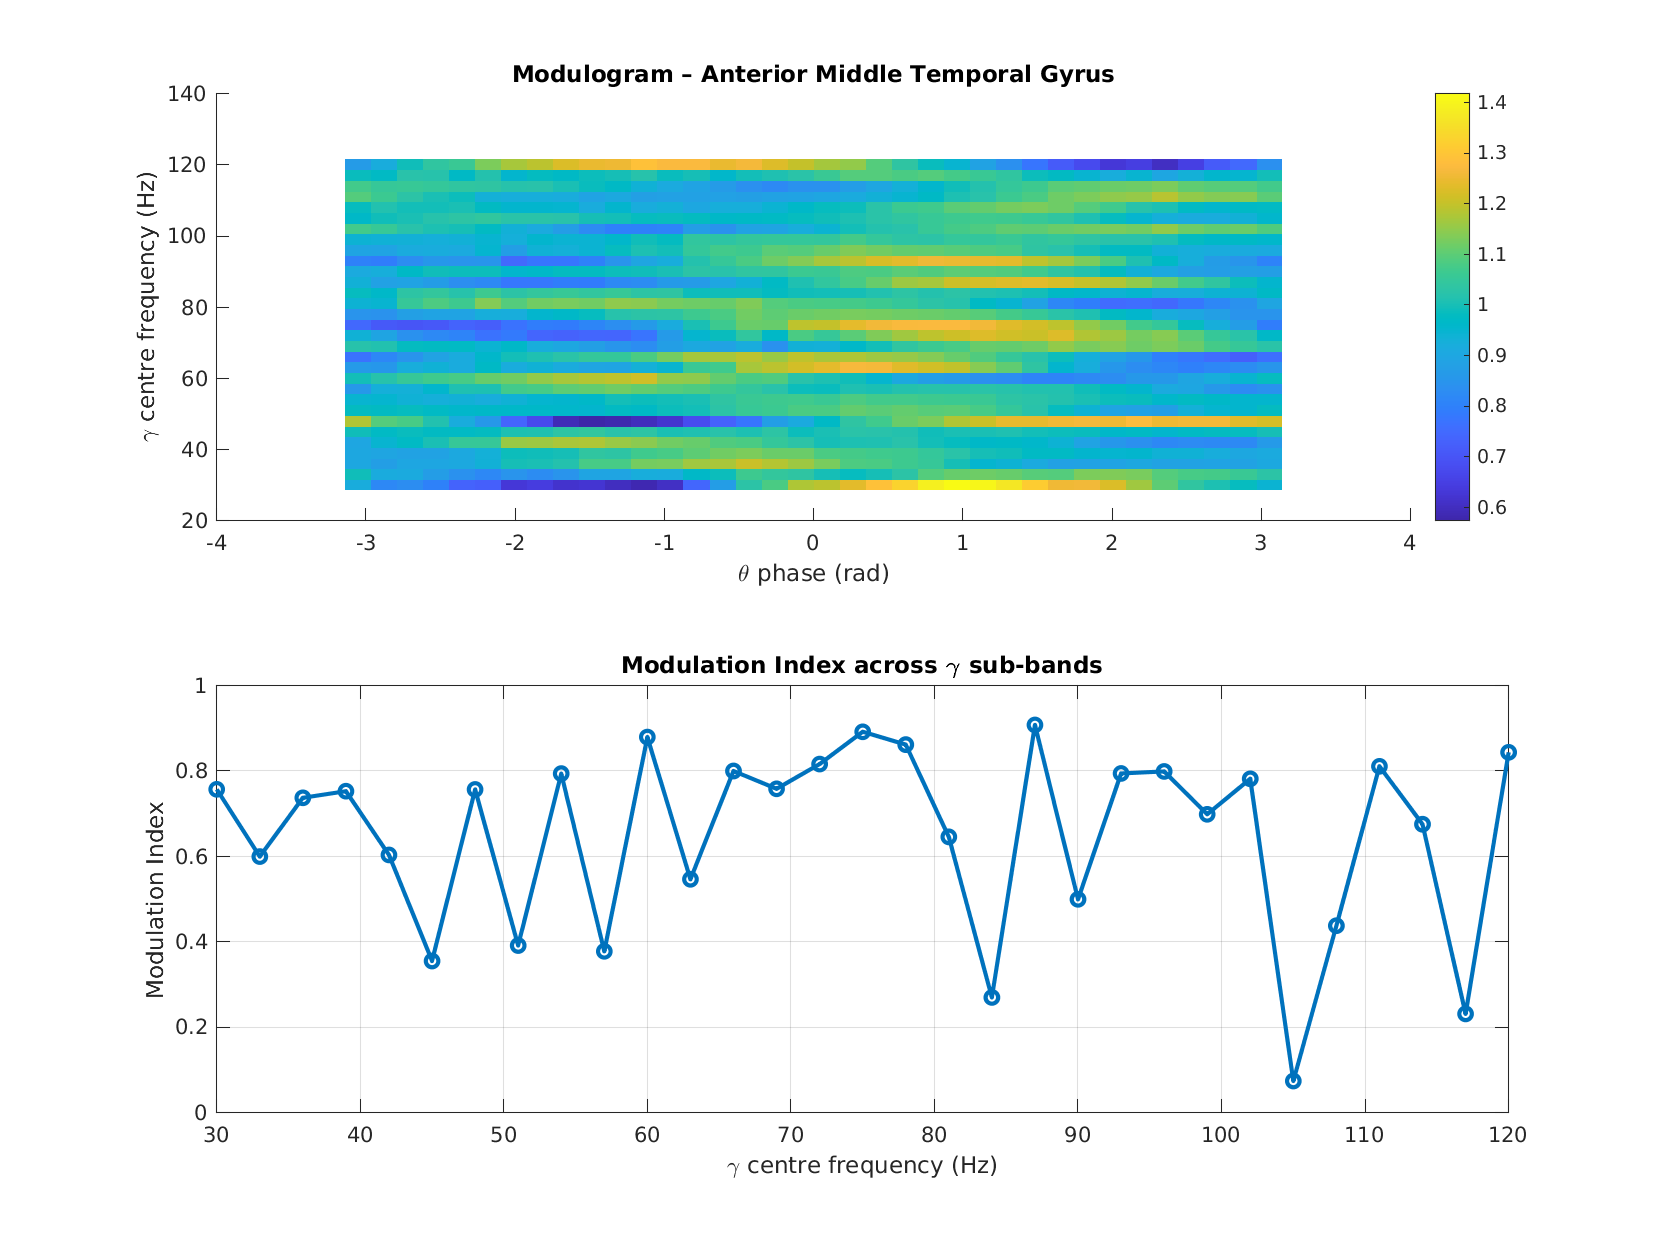 Modulogram – Anterior Middle Temporal Gyrus
140
120
100
80
60
40
20
γ centre frequency (Hz)
-4 -3 -2 -1 0 1 2 3 4
θ phase (rad)
1.4
1.3
1.2
1.1
1
0.9
0.8
0.7
0.6
Modulation Index across γ sub-bands
1
0.8
0.6
0.4
0.2
0
Modulation Index
30 40 50 60 70 80 90 100 110 120
γ centre frequency (Hz)